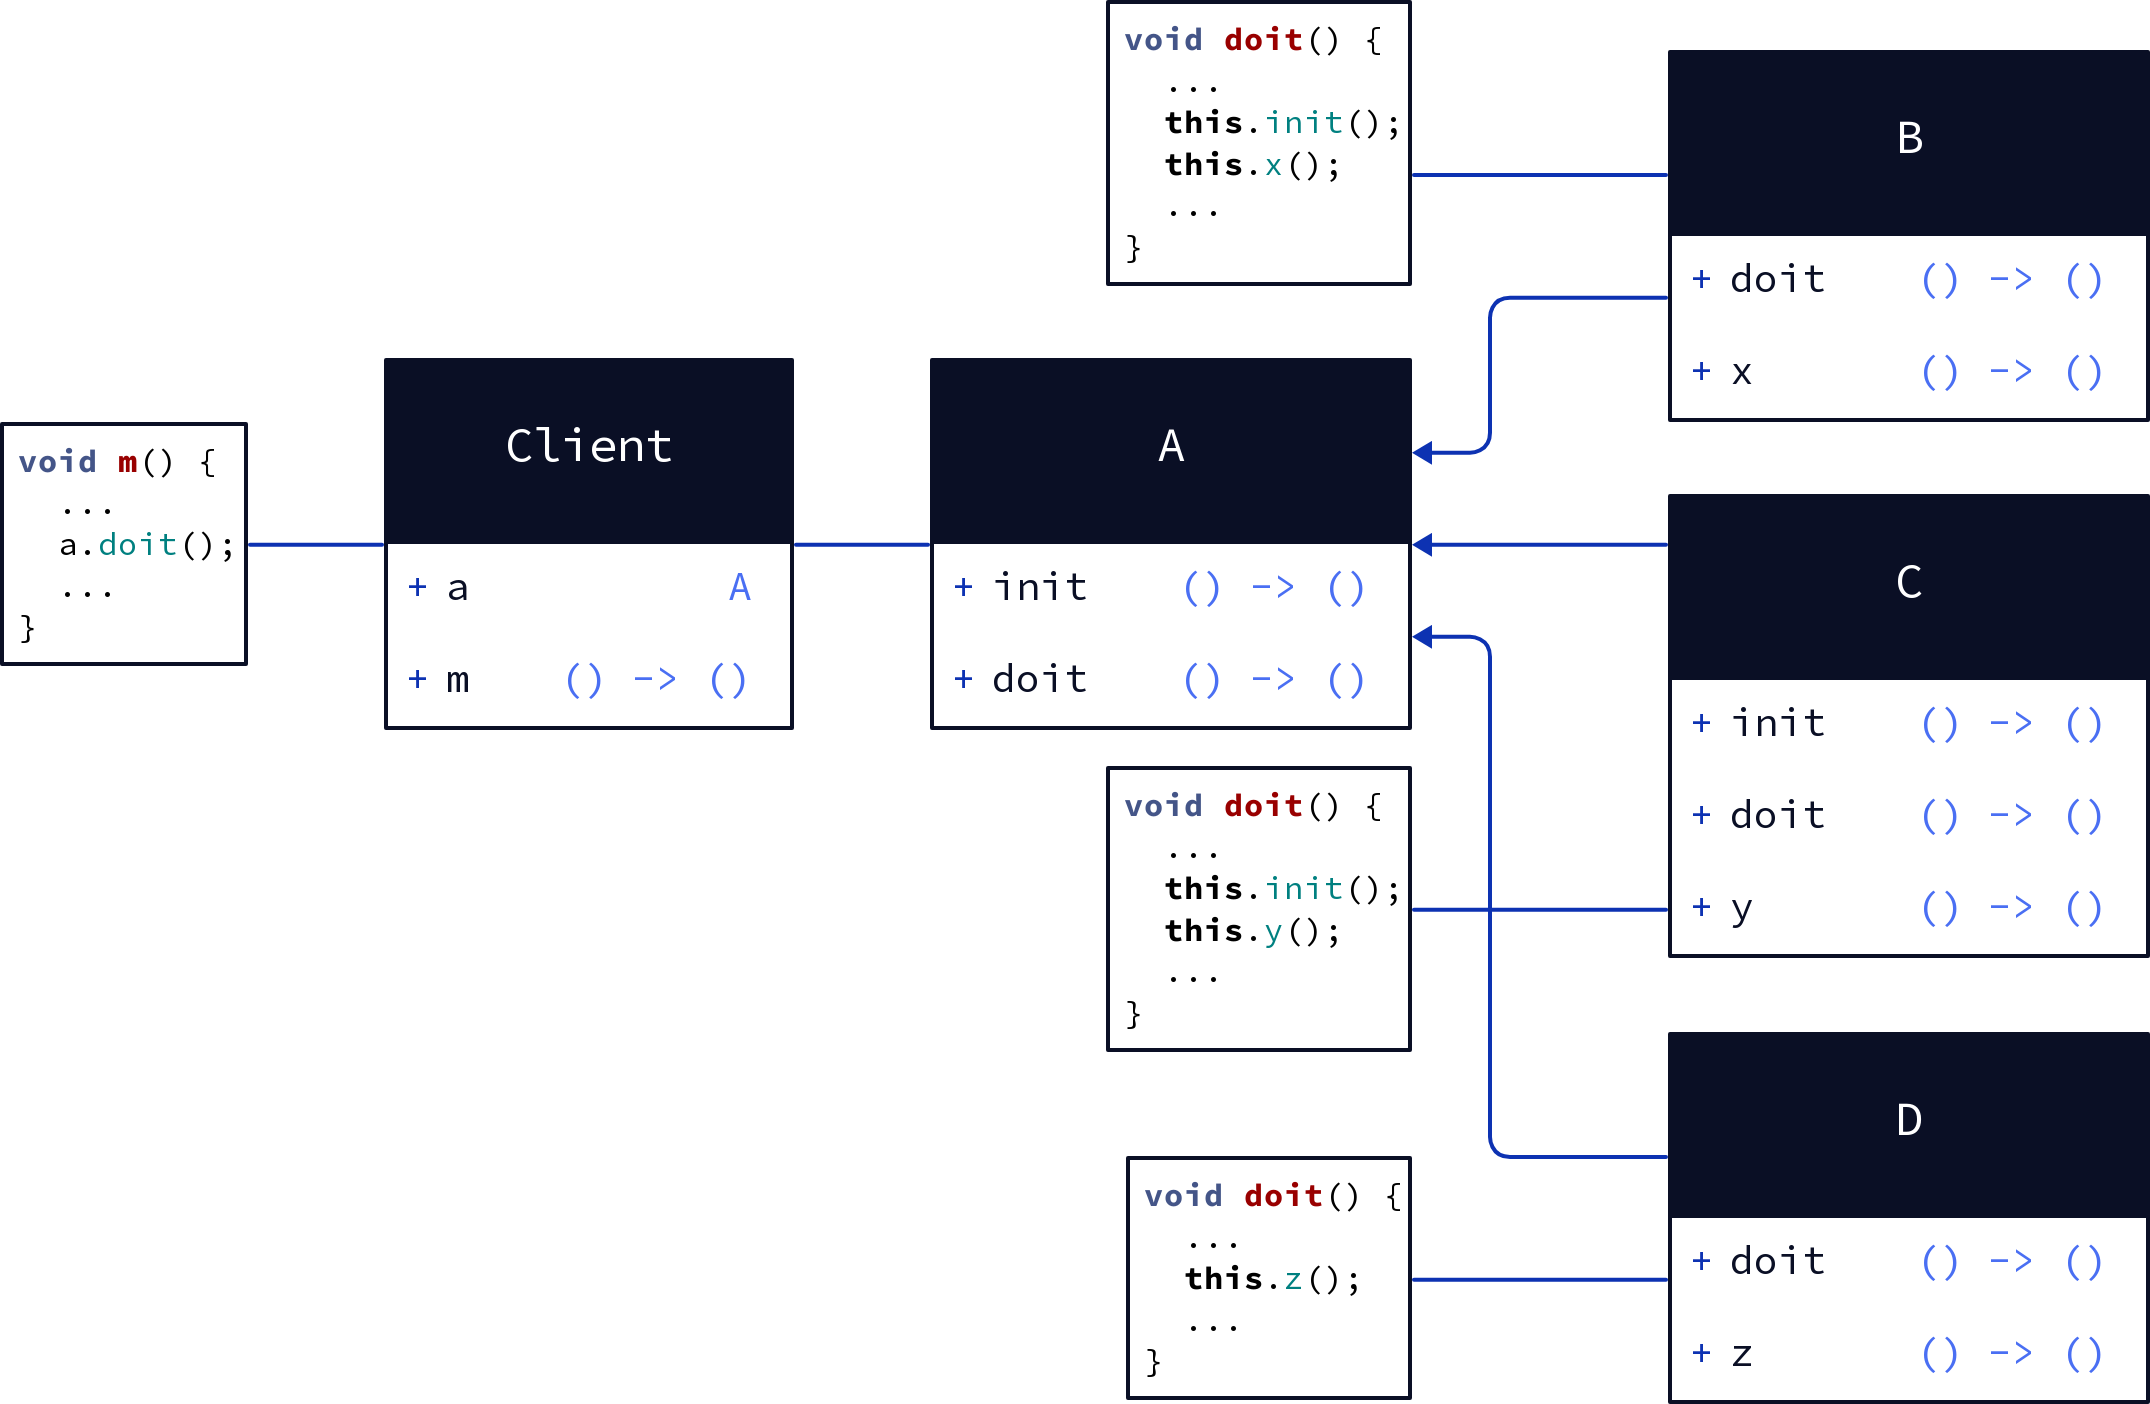 void doit() {
  ...
  this.init();
  this.x();
  ...
}
B
+ doit () -> ()
+ x () -> ()
void m() {
  ...
  a.doit();
  ...
}
Client
+ a A
+ m () -> ()
A
+ init () -> ()
+ doit () -> ()
C
+ init () -> ()
+ doit () -> ()
+ y () -> ()
void doit() {
  ...
  this.init();
  this.y();
  ...
}
D
+ doit () -> ()
+ z () -> ()
void doit() {
  ...
  this.z();
  ...
}